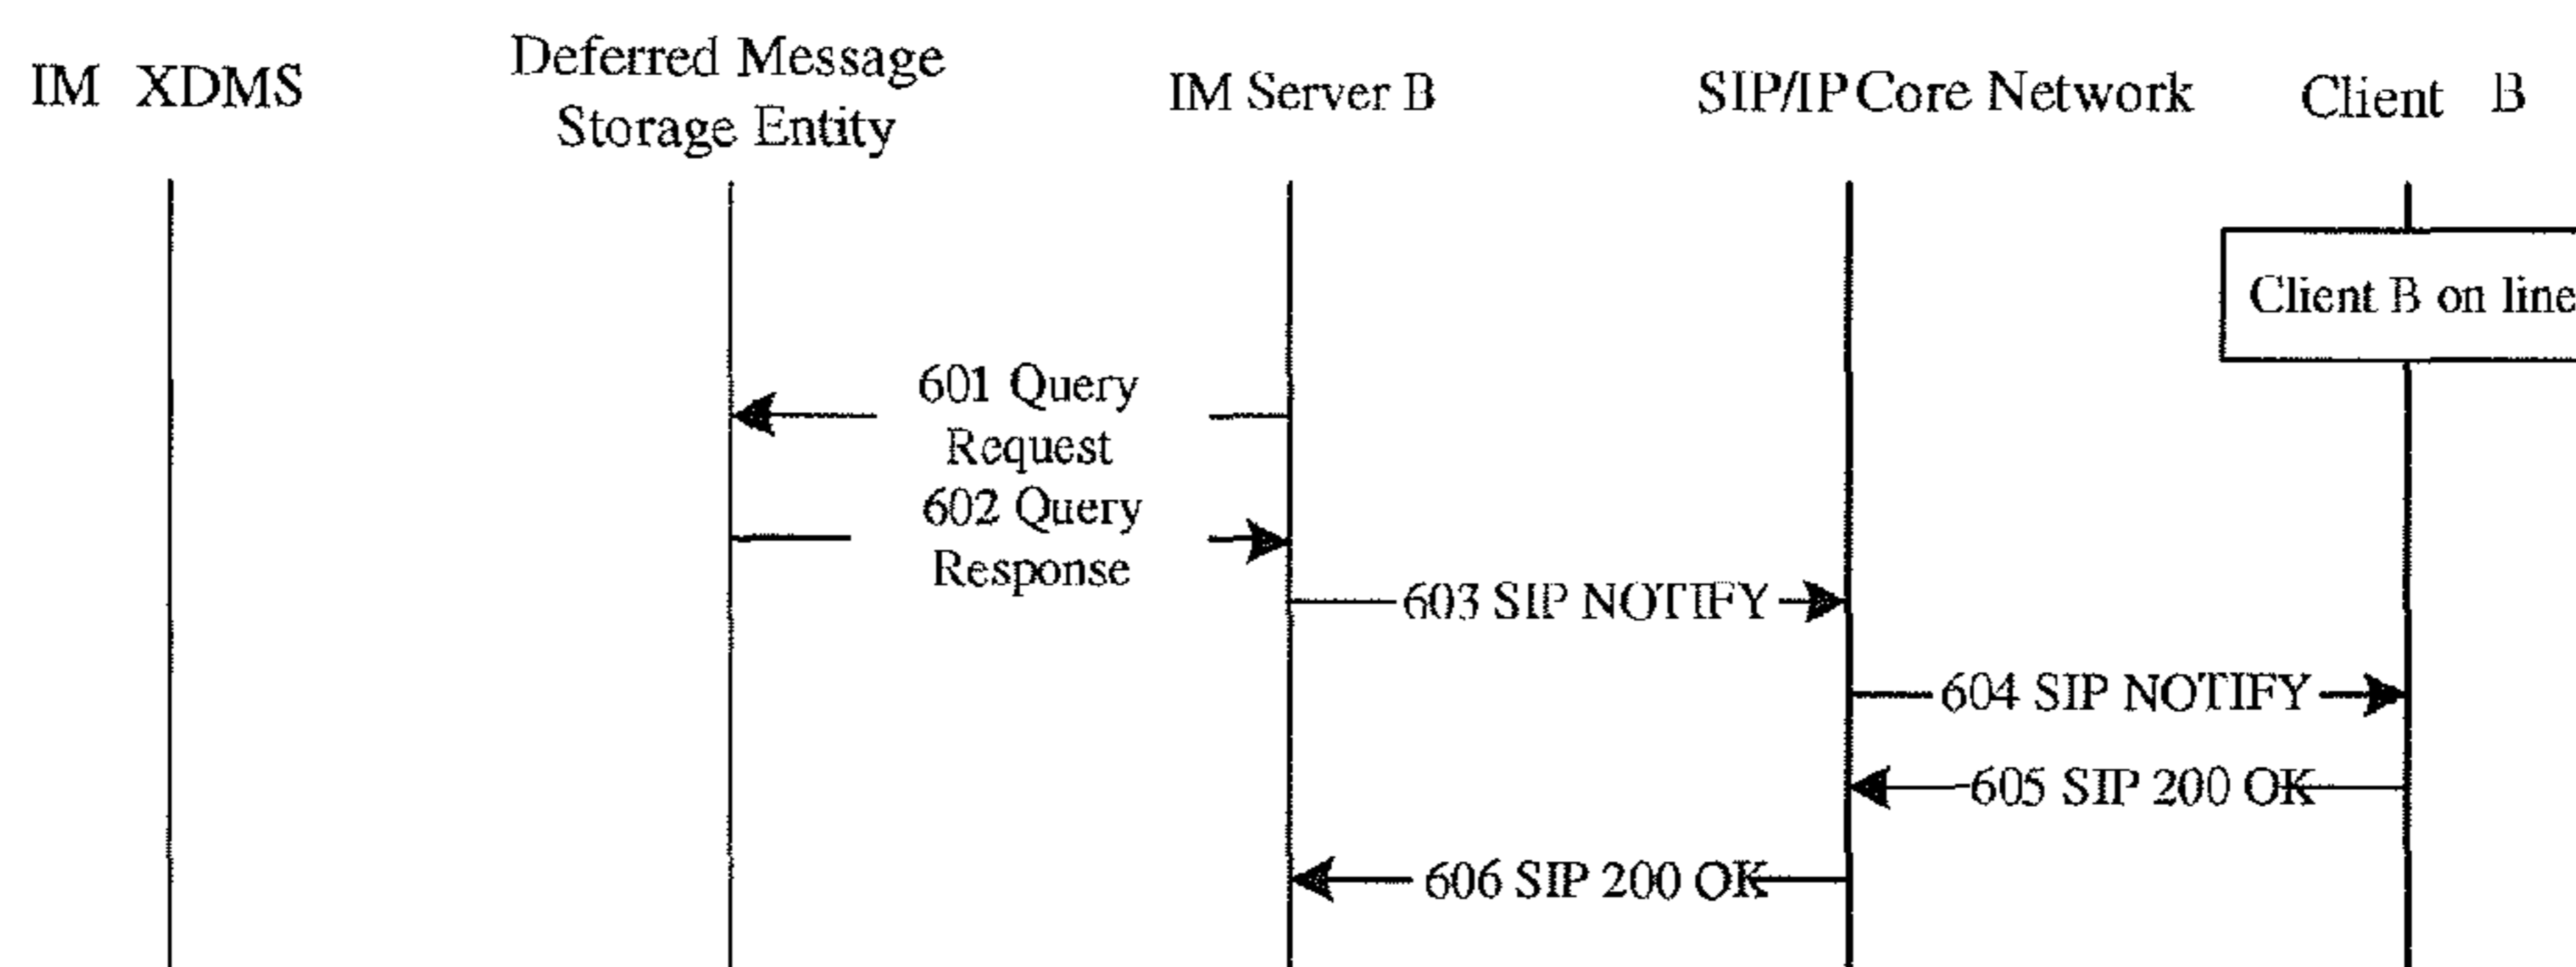 IM XDMS
Deferred Message
Storage Entity
IM Server B
SIP/IP Core Network
Client B
Client B on line
601 Query
Request
602 Query
Response
603 SIP NOTIFY
604 SIP NOTIFY
605 SIP 200 OK
606 SIP 200 OK